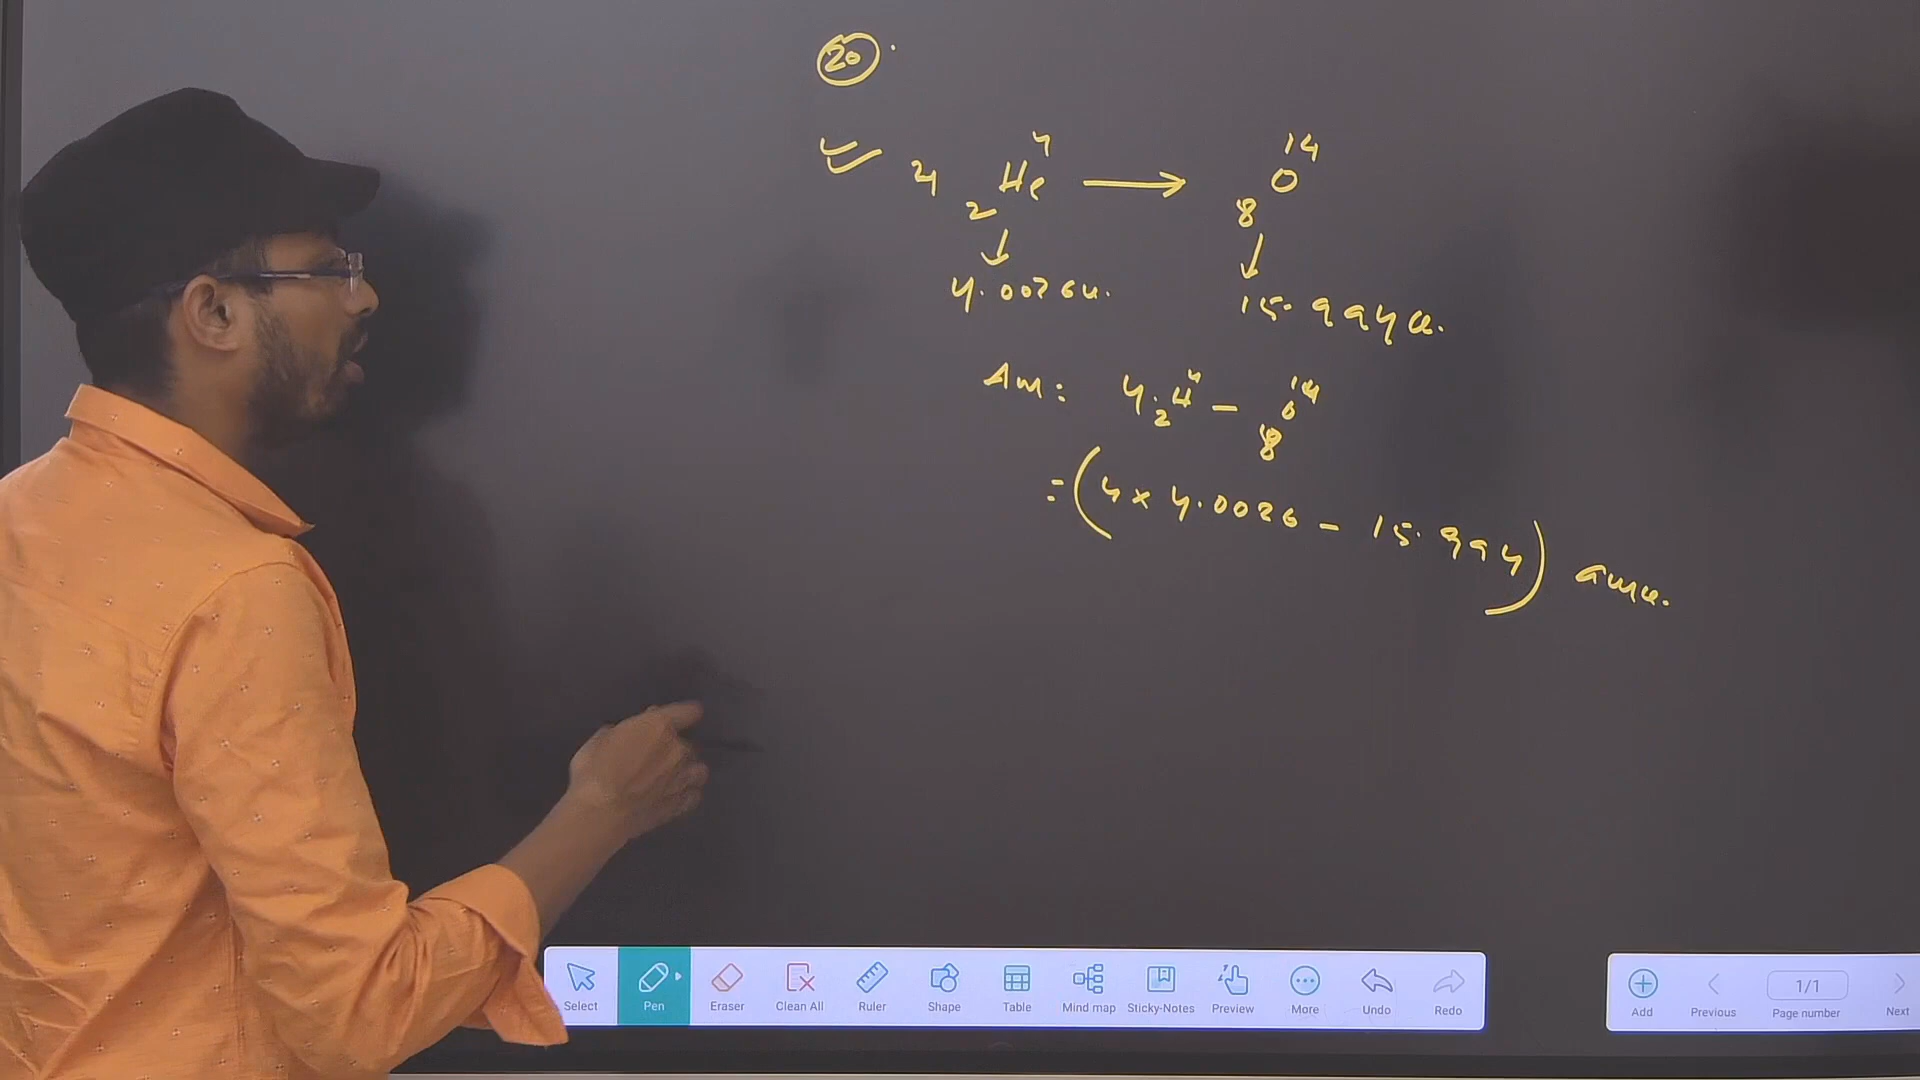 20
4 ₂He⁴ → ₈O¹⁴
↓ ↓
4.0026u. 15.994u.
Δm: 4.₂H⁴ - ₈O¹⁴
= (4 × 4.0026 - 15.994) amu.
Select Pen Eraser Clean All Ruler Shape Table Mind map Sticky-Notes Preview More Undo Redo
Add Previous 1/1 Page number Next